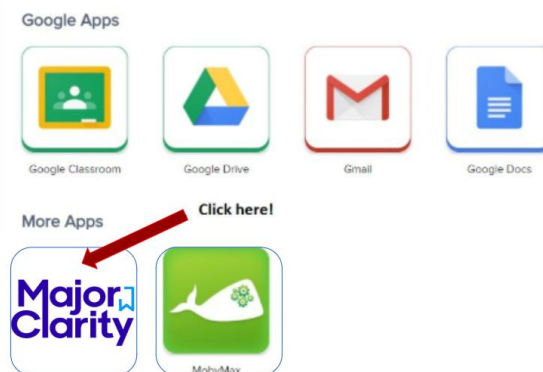 Google Apps
Google Classroom
Google Drive
Gmail
Google Docs
Click here!
More Apps
Major
Clarity
MobyMax